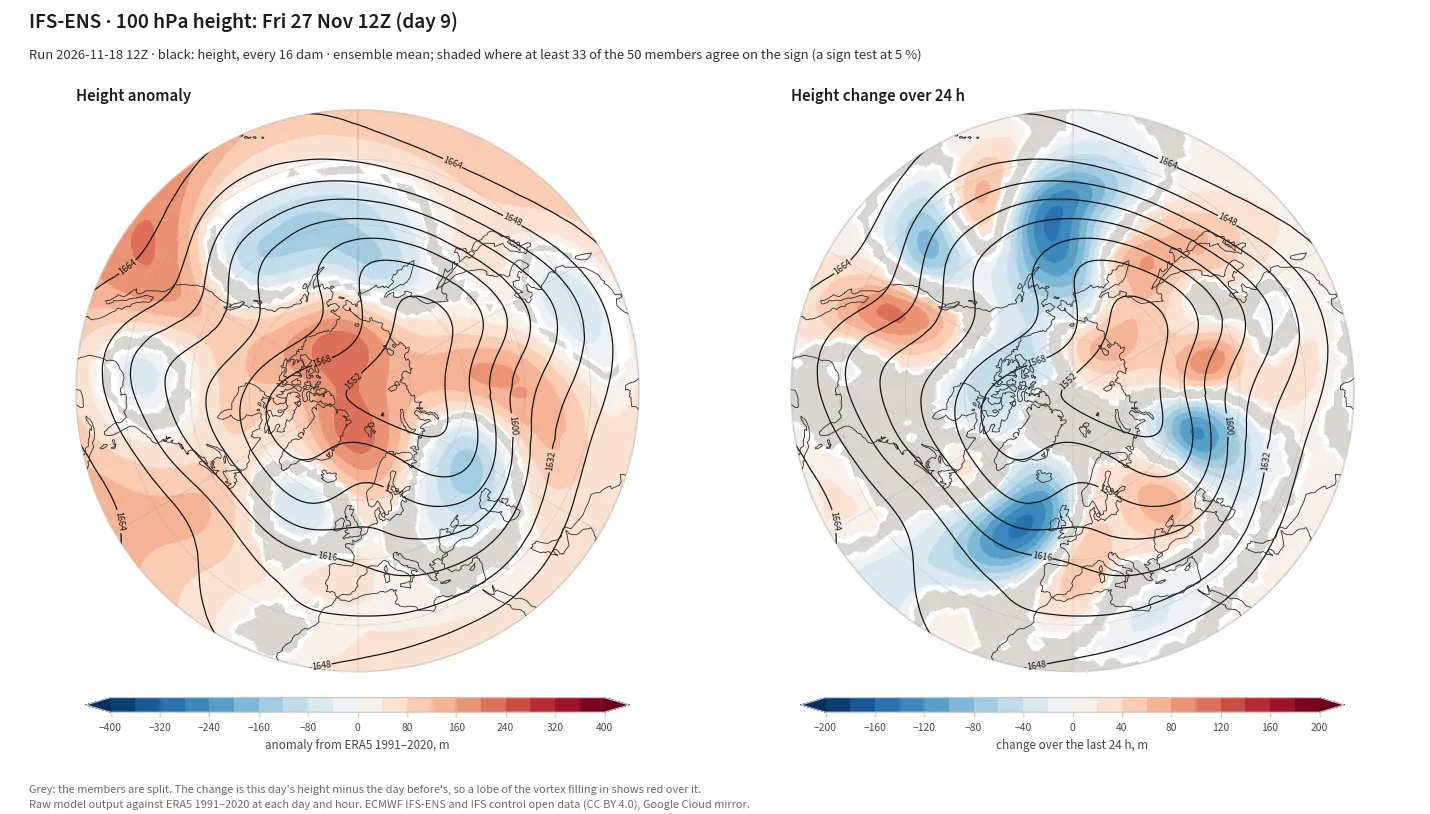 IFS-ENS · 100 hPa height: Fri 27 Nov 12Z (day 9)
Run 2026-11-18 12Z · black: height, every 16 dam · ensemble mean; shaded where at least 33 of the 50 members agree on the sign (a sign test at 5 %)
Height anomaly
Height change over 24 h
1664
1648
1664
1568
1552
1600
1632
1584
1664
1616
1648
1664
1648
1664
1568
1552
1600
1632
1584
1664
1616
1648
−400 −320 −240 −160 −80 0 80 160 240 320 400
anomaly from ERA5 1991–2020, m
−200 −160 −120 −80 −40 0 40 80 120 160 200
change over the last 24 h, m
Grey: the members are split. The change is this day's height minus the day before's, so a lobe of the vortex filling in shows red over it.
Raw model output against ERA5 1991–2020 at each day and hour. ECMWF IFS-ENS and IFS control open data (CC BY 4.0), Google Cloud mirror.